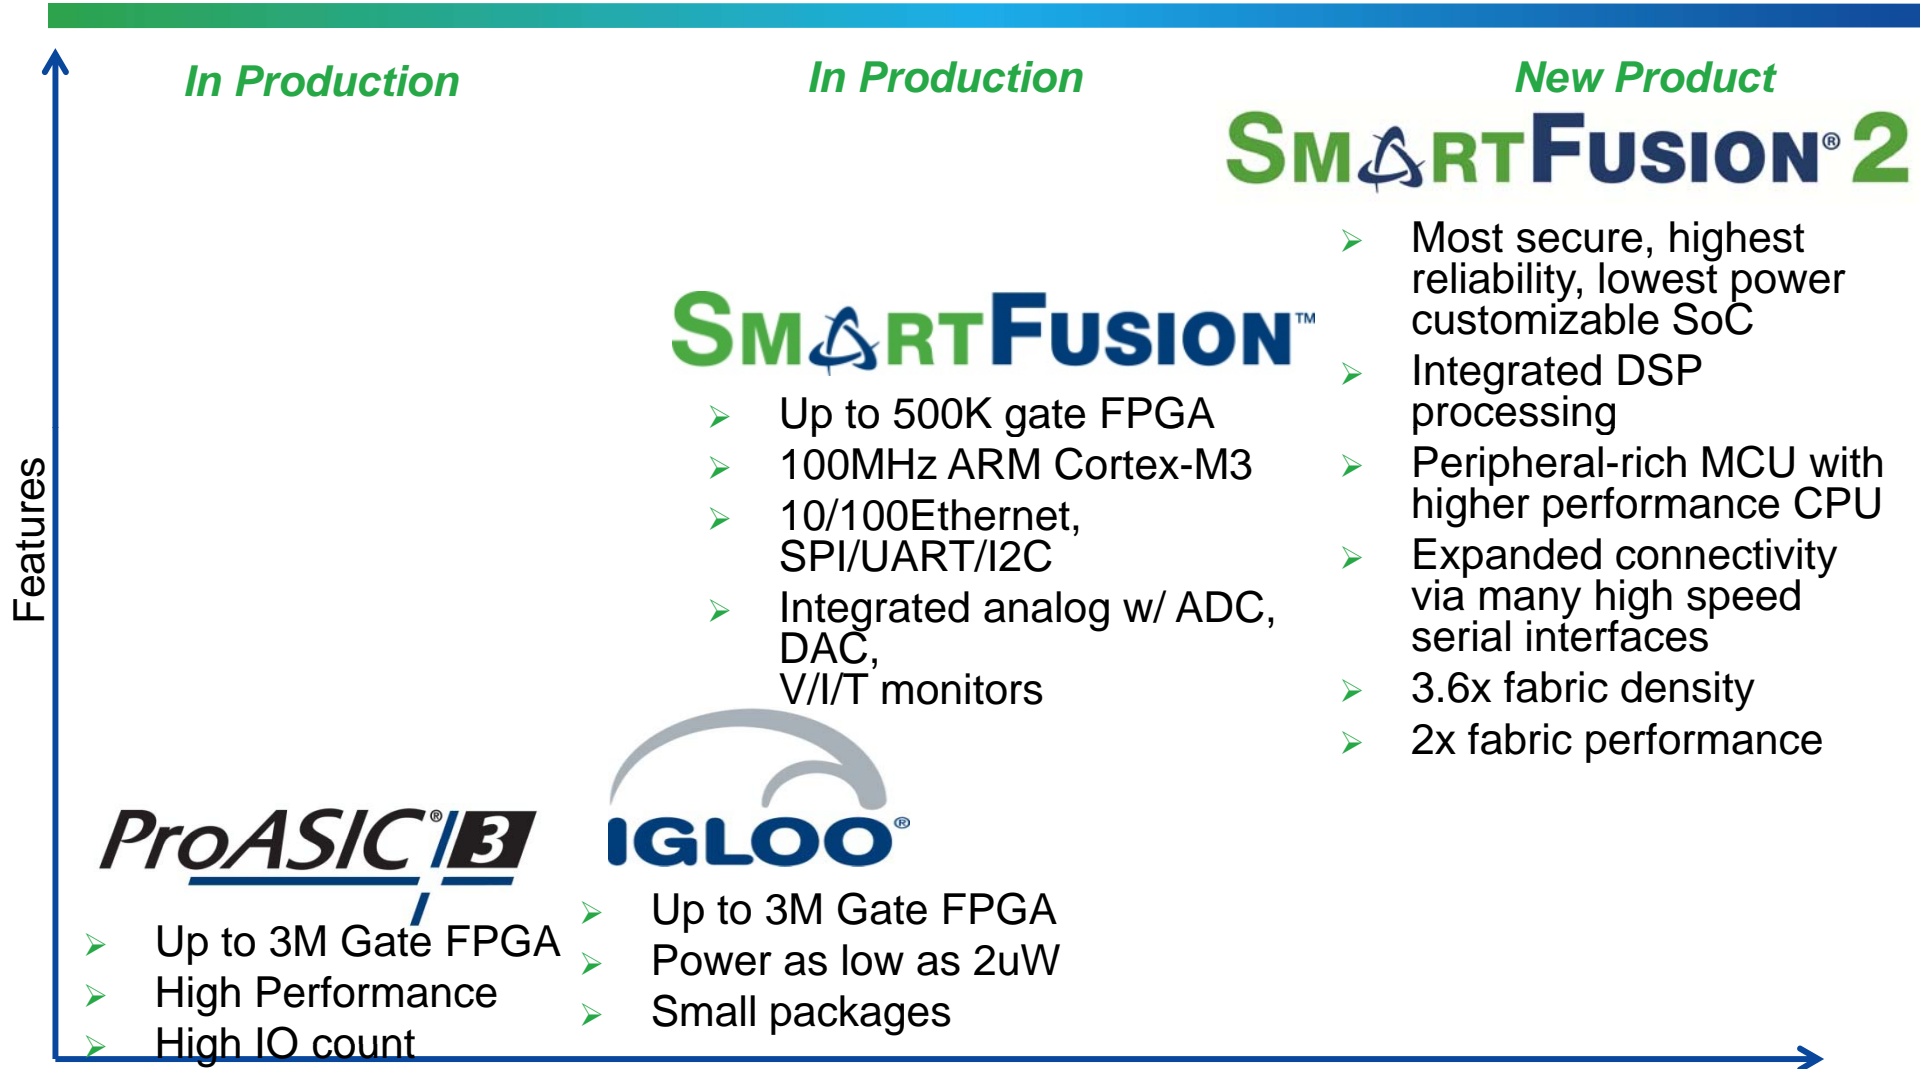 In Production
In Production
New Product
SMARTFUSION® 2
Most secure, highest
reliability, lowest power
customizable SoC
Integrated DSP
processing
Peripheral-rich MCU with
higher performance CPU
Expanded connectivity
via many high speed
serial interfaces
3.6x fabric density
2x fabric performance
SMARTFUSION™
Up to 500K gate FPGA
100MHz ARM Cortex-M3
10/100Ethernet,
SPI/UART/I2C
Integrated analog w/ ADC,
DAC,
V/I/T monitors
Features
ProASIC®3
Up to 3M Gate FPGA
High Performance
High IO count
IGLOO®
Up to 3M Gate FPGA
Power as low as 2uW
Small packages